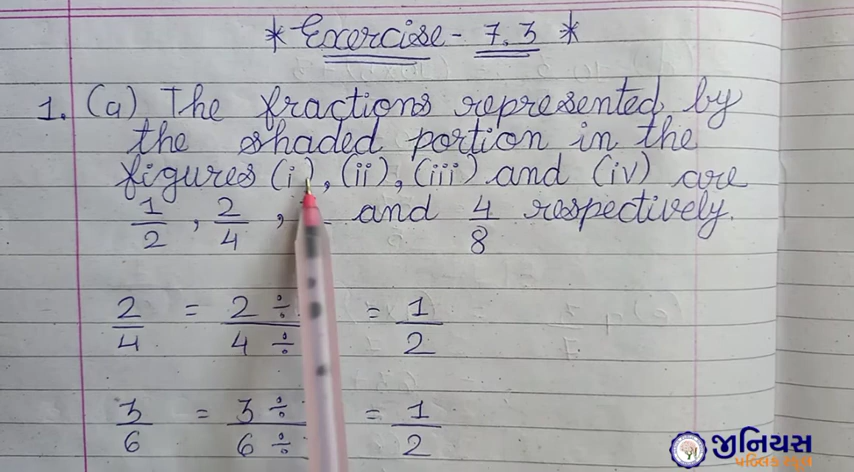 * Exercise - 7.3 *
1. (a) The fractions represented by
the shaded portion in the
figures (i), (ii), (iii) and (iv) are
1/2, 2/4, and 4/8 respectively.
2/4 = 2 ÷ / 4 ÷ = 1/2
3/6 = 3 ÷ / 6 ÷ = 1/2
જીનિયસ
પબ્લિક સ્કૂલ